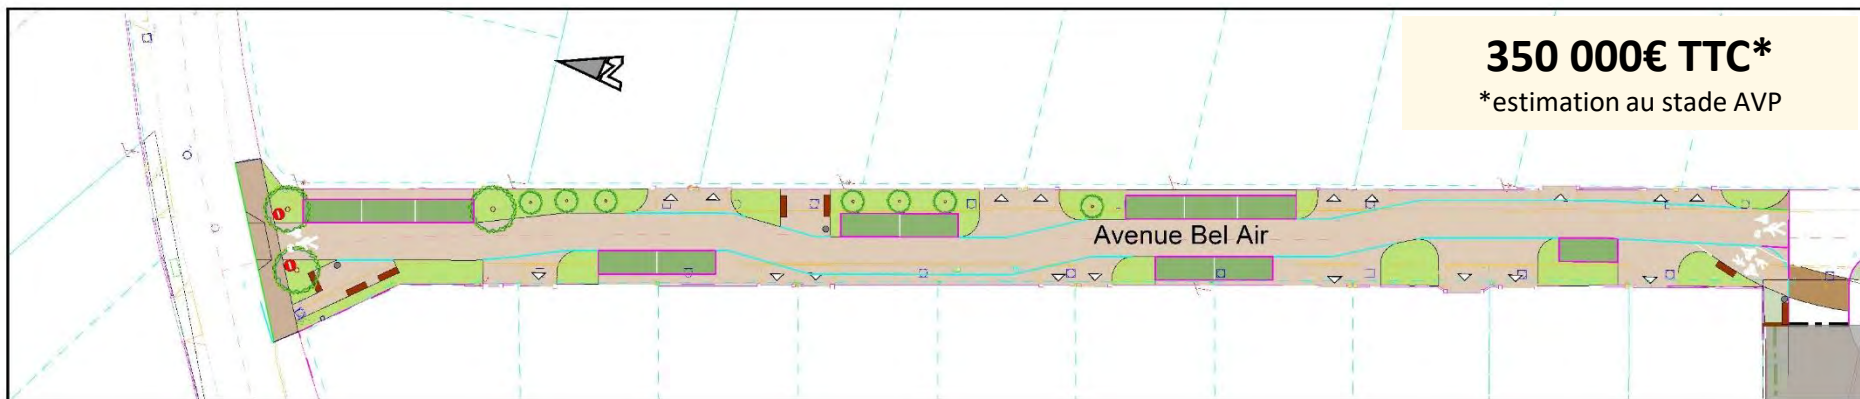 350 000€ TTC*
*estimation au stade AVP
N
Avenue Bel Air